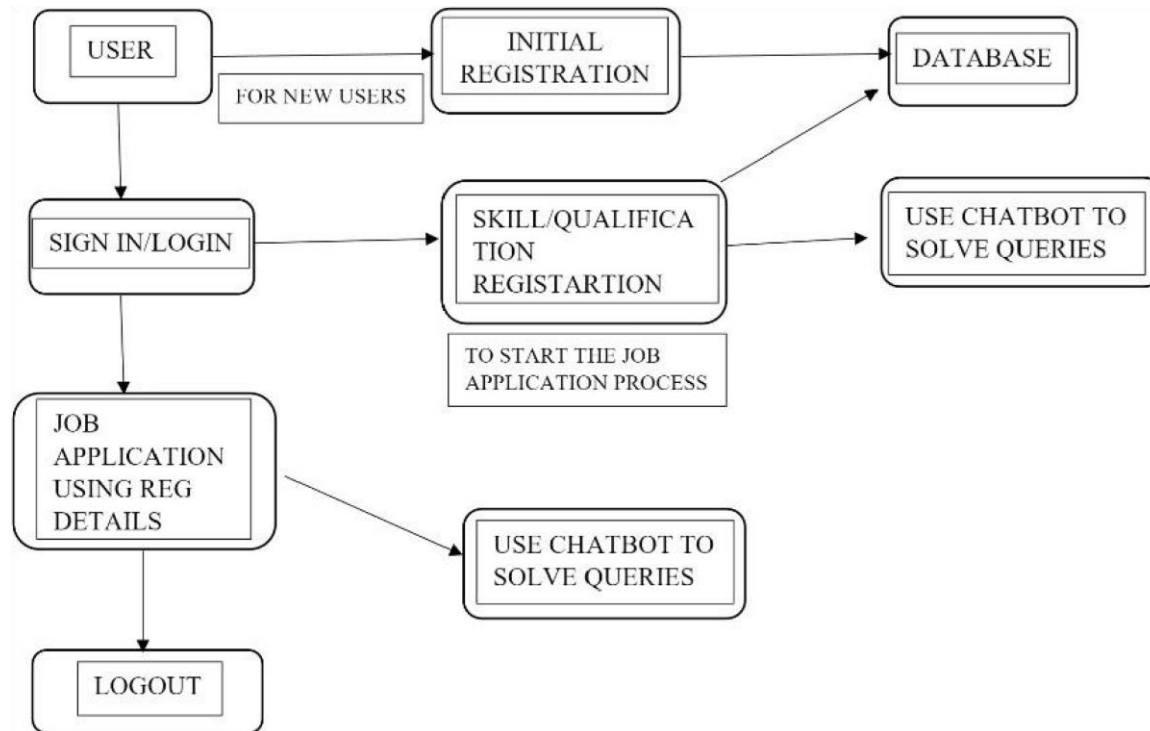 USER
INITIAL
REGISTRATION
DATABASE
FOR NEW USERS
SIGN IN/LOGIN
SKILL/QUALIFICA
TION
REGISTARTION
USE CHATBOT TO
SOLVE QUERIES
TO START THE JOB
APPLICATION PROCESS
JOB
APPLICATION
USING REG
DETAILS
USE CHATBOT TO
SOLVE QUERIES
LOGOUT